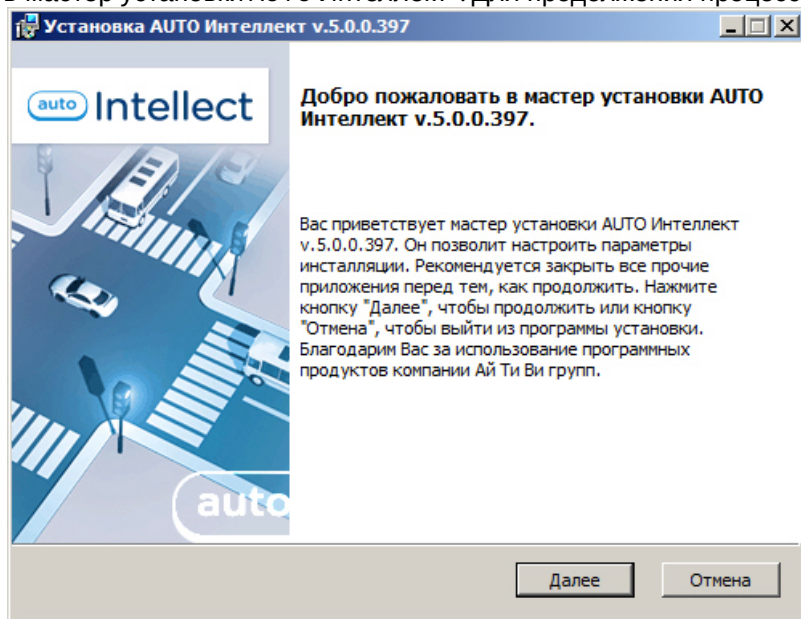 Установка AUTO Интеллект v.5.0.0.397
auto Intellect
Добро пожаловать в мастер установки AUTO
Интеллект v.5.0.0.397.
Вас приветствует мастер установки AUTO Интеллект
v.5.0.0.397. Он позволит настроить параметры
инсталляции. Рекомендуется закрыть все прочие
приложения перед тем, как продолжить. Нажмите
кнопку "Далее", чтобы продолжить или кнопку
"Отмена", чтобы выйти из программы установки.
Благодарим Вас за использование программных
продуктов компании Ай Ти Ви групп.
auto
Далее
Отмена